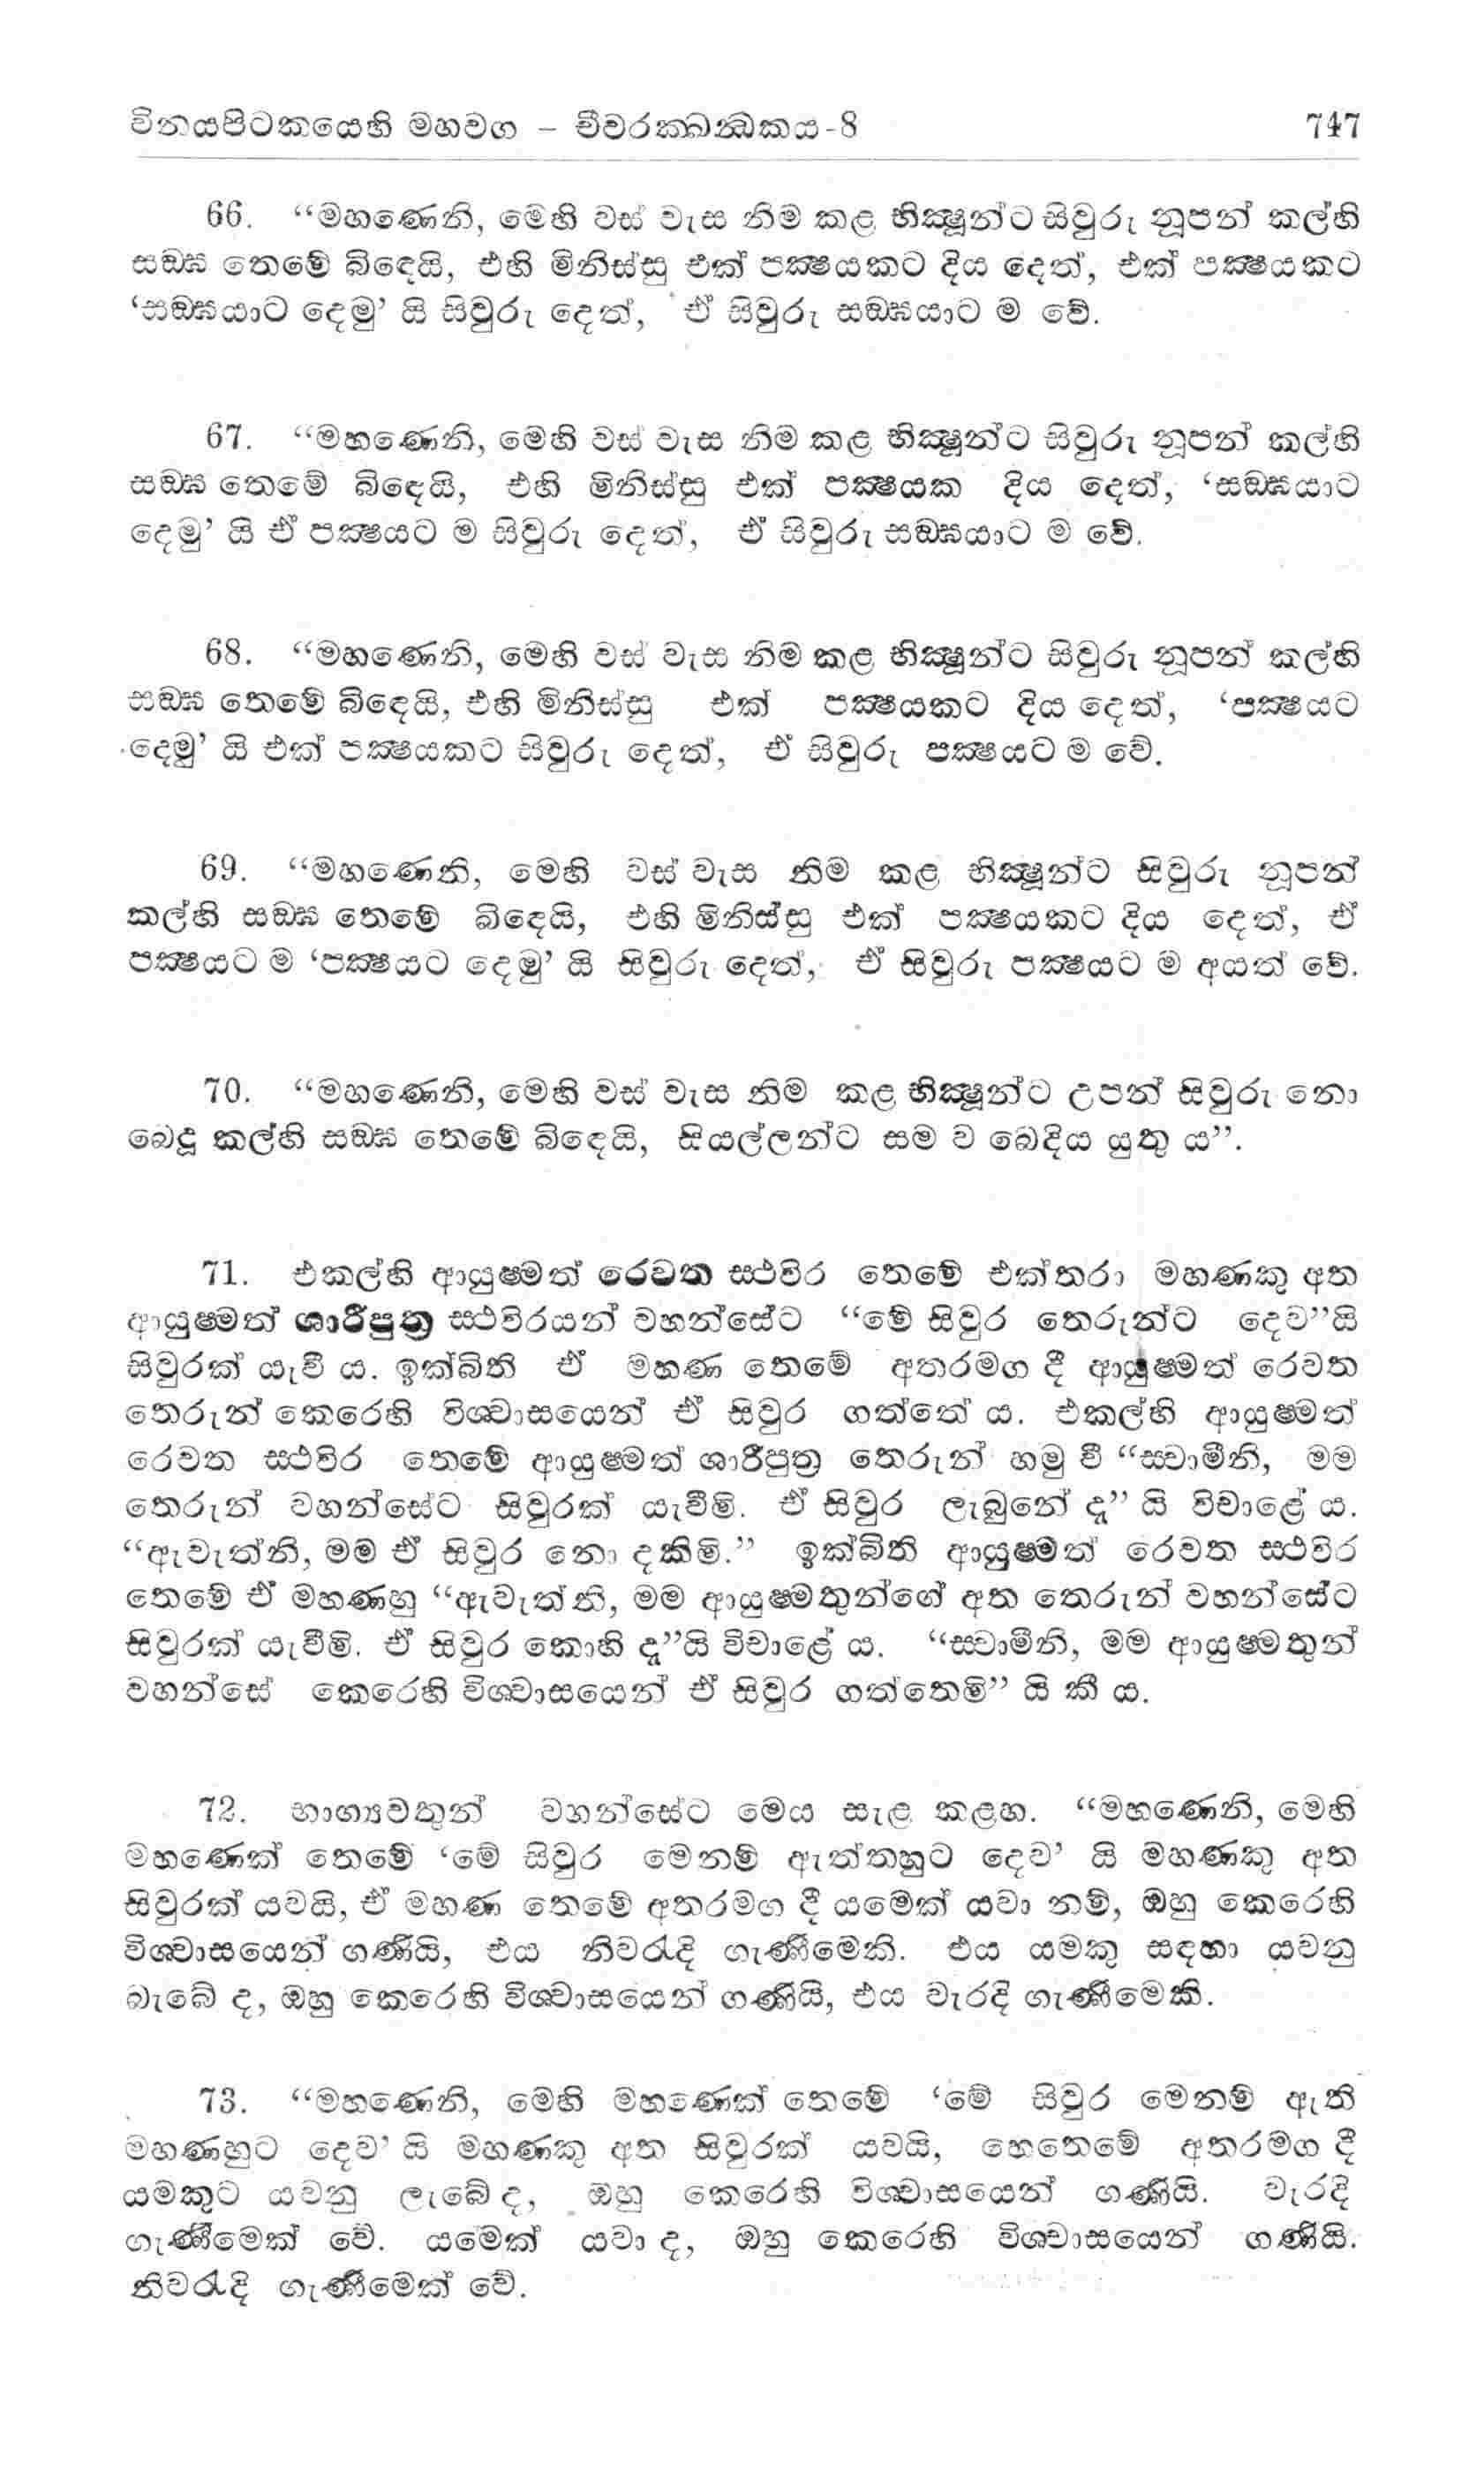 විනයපිටකයෙහි මහවග – චීවරක්ඛන්ධකය-8 747
66. “මහණෙනි, මෙහි වස් වැස නිම කළ භික්‍ෂූන්ට සිවුරු නූපන් කල්හි
සඞ්ඝ තෙමේ බිඳෙයි, එහි මිනිස්සු එක් පක්‍ෂයකට දිය දෙත්, එක් පක්‍ෂයකට
‘සඞ්ඝයාට දෙමු’ යි සිවුරු දෙත්, ඒ සිවුරු සඞ්ඝයාට ම වේ.
67. “මහණෙනි, මෙහි වස් වැස නිම කළ භික්‍ෂූන්ට සිවුරු නූපන් කල්හි
සඞ්ඝ තෙමේ බිඳෙයි, එහි මිනිස්සු එක් පක්‍ෂයක දිය දෙත්, ‘සඞ්ඝයාට
දෙමු’ යි ඒ පක්‍ෂයට ම සිවුරු දෙත්, ඒ සිවුරු සඞ්ඝයාට ම වේ.
68. “මහණෙනි, මෙහි වස් වැස නිම කළ භික්‍ෂූන්ට සිවුරු නූපන් කල්හි
සඞ්ඝ තෙමේ බිඳෙයි, එහි මිනිස්සු එක් පක්‍ෂයකට දිය දෙත්, ‘පක්‍ෂයට
දෙමු’ යි එක් පක්‍ෂයකට සිවුරු දෙත්, ඒ සිවුරු පක්‍ෂයට ම වේ.
69. “මහණෙනි, මෙහි වස් වැස නිම කළ භික්‍ෂූන්ට සිවුරු නූපන්
කල්හි සඞ්ඝ තෙමේ බිඳෙයි, එහි මිනිස්සු එක් පක්‍ෂයකට දිය දෙත්, ඒ
පක්‍ෂයට ම ‘පක්‍ෂයට දෙමු’ යි සිවුරු දෙත්, ඒ සිවුරු පක්‍ෂයට ම අයත් වේ.
70. “මහණෙනි, මෙහි වස් වැස නිම කළ භික්‍ෂූන්ට උපන් සිවුරු නො
බෙදූ කල්හි සඞ්ඝ තෙමේ බිඳෙයි, සියල්ලන්ට සම ව බෙදිය යුතු ය”.
71. එකල්හි ආයුෂ්මත් රෙවත ස්ථවිර තෙමේ එක්තරා මහණකු අත
ආයුෂ්මත් ශාරීපුත්‍ර ස්ථවිරයන් වහන්සේට “මේ සිවුර තෙරුන්ට දෙව”යි
සිවුරක් යැවී ය. ඉක්බිති ඒ මහණ තෙමේ අතරමග දී ආයුෂ්මත් රෙවත
තෙරුන් කෙරෙහි විශ්වාසයෙන් ඒ සිවුර ගත්තේ ය. එකල්හි ආයුෂ්මත්
රෙවත ස්ථවිර තෙමේ ආයුෂ්මත් ශාරීපුත්‍ර තෙරුන් හමු වී “ස්වාමීනි, මම
තෙරුන් වහන්සේට සිවුරක් යැවීමි. ඒ සිවුර ලැබුනේ දැ” යි විචාළේ ය.
“ඇවැත්නි, මම ඒ සිවුර නො දකිමි.” ඉක්බිති ආයුෂ්මත් රෙවත ස්ථවිර
තෙමේ ඒ මහණහු “ඇවැත්නි, මම ආයුෂ්මතුන්ගේ අත තෙරුන් වහන්සේට
සිවුරක් යැවීමි. ඒ සිවුර කොහි දැ”යි විචාළේ ය. “ස්වාමීනි, මම ආයුෂ්මතුන්
වහන්සේ කෙරෙහි විශ්වාසයෙන් ඒ සිවුර ගත්තෙමි” යි කී ය.
72. භාග්‍යවතුන් වහන්සේට මෙය සැළ කළහ. “මහණෙනි, මෙහි
මහණෙක් තෙමේ ‘මේ සිවුර මෙනම් ඇත්තහුට දෙව’ යි මහණකු අත
සිවුරක් යවයි, ඒ මහණ තෙමේ අතරමග දී යමෙක් යවා නම්, ඔහු කෙරෙහි
විශ්වාසයෙන් ගණියි, එය නිවරැදි ගැණීමෙකි. එය යමකු සඳහා යවනු
බැබේ ද, ඔහු කෙරෙහි විශ්වාසයෙන් ගණියි, එය වැරදි ගැණීමෙකි.
73. “මහණෙනි, මෙහි මහණෙක් තෙමේ ‘මේ සිවුර මෙනම් ඇති
මහණහුට දෙව’ යි මහණකු අත සිවුරක් යවයි, හෙතෙමේ අතරමග දී
යමකුට යවනු ලැබේ ද, ඔහු කෙරෙහි විශ්වාසයෙන් ගණියි. වැරදි
ගැණීමෙක් වේ. යමෙක් යවා ද, ඔහු කෙරෙහි විශ්වාසයෙන් ගණියි.
නිවරැදි ගැණීමෙක් වේ.